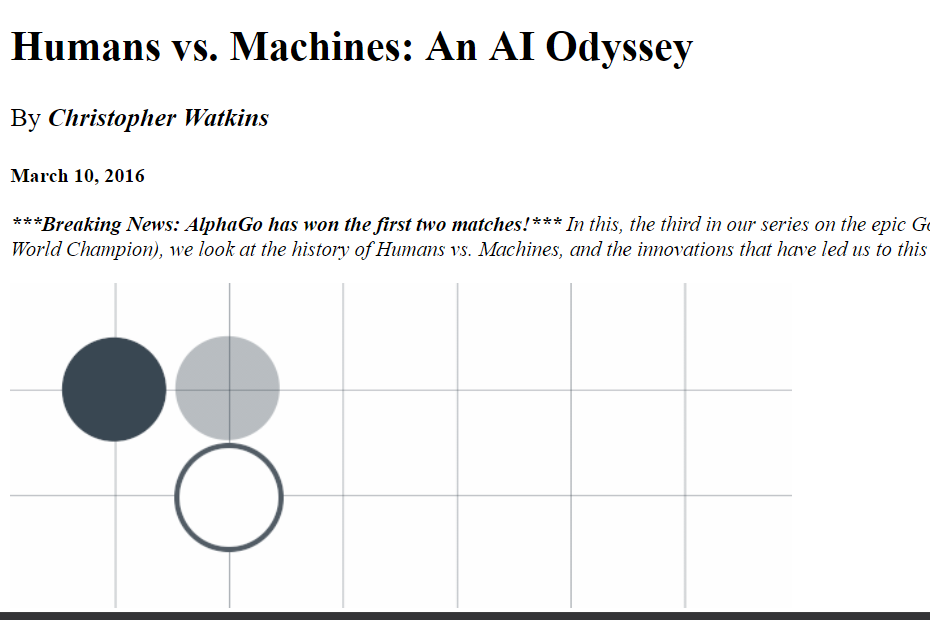 Humans vs. Machines: An AI Odyssey
By Christopher Watkins
March 10, 2016
***Breaking News: AlphaGo has won the first two matches!*** In this, the third in our series on the epic
World Champion), we look at the history of Humans vs. Machines, and the innovations that have led us to this